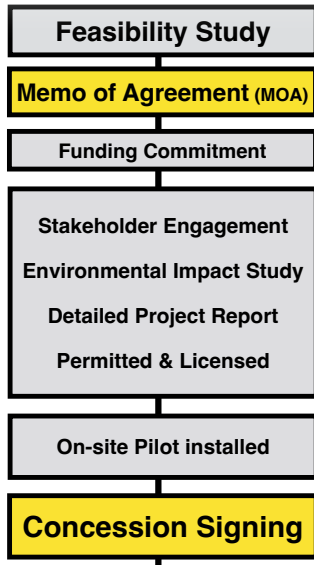 Feasibility Study
Memo of Agreement (MOA)
Funding Commitment
Stakeholder Engagement
Environmental Impact Study
Detailed Project Report
Permitted & Licensed
On-site Pilot installed
Concession Signing